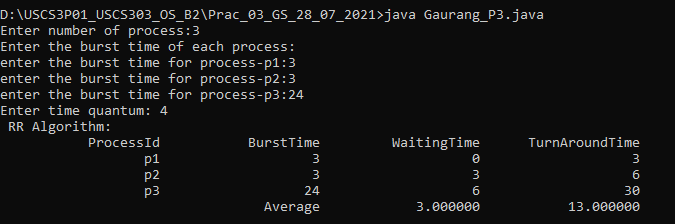 D:\USCS3P01_USCS303_OS_B2\Prac_03_GS_28_07_2021>java Gaurang_P3.java
Enter number of process:3
Enter the burst time of each process:
enter the burst time for process-p1:3
enter the burst time for process-p2:3
enter the burst time for process-p3:24
Enter time quantum: 4
RR Algorithm:
ProcessId BurstTime WaitingTime TurnAroundTime
p1 3 0 3
p2 3 3 6
p3 24 6 30
Average 3.000000 13.000000